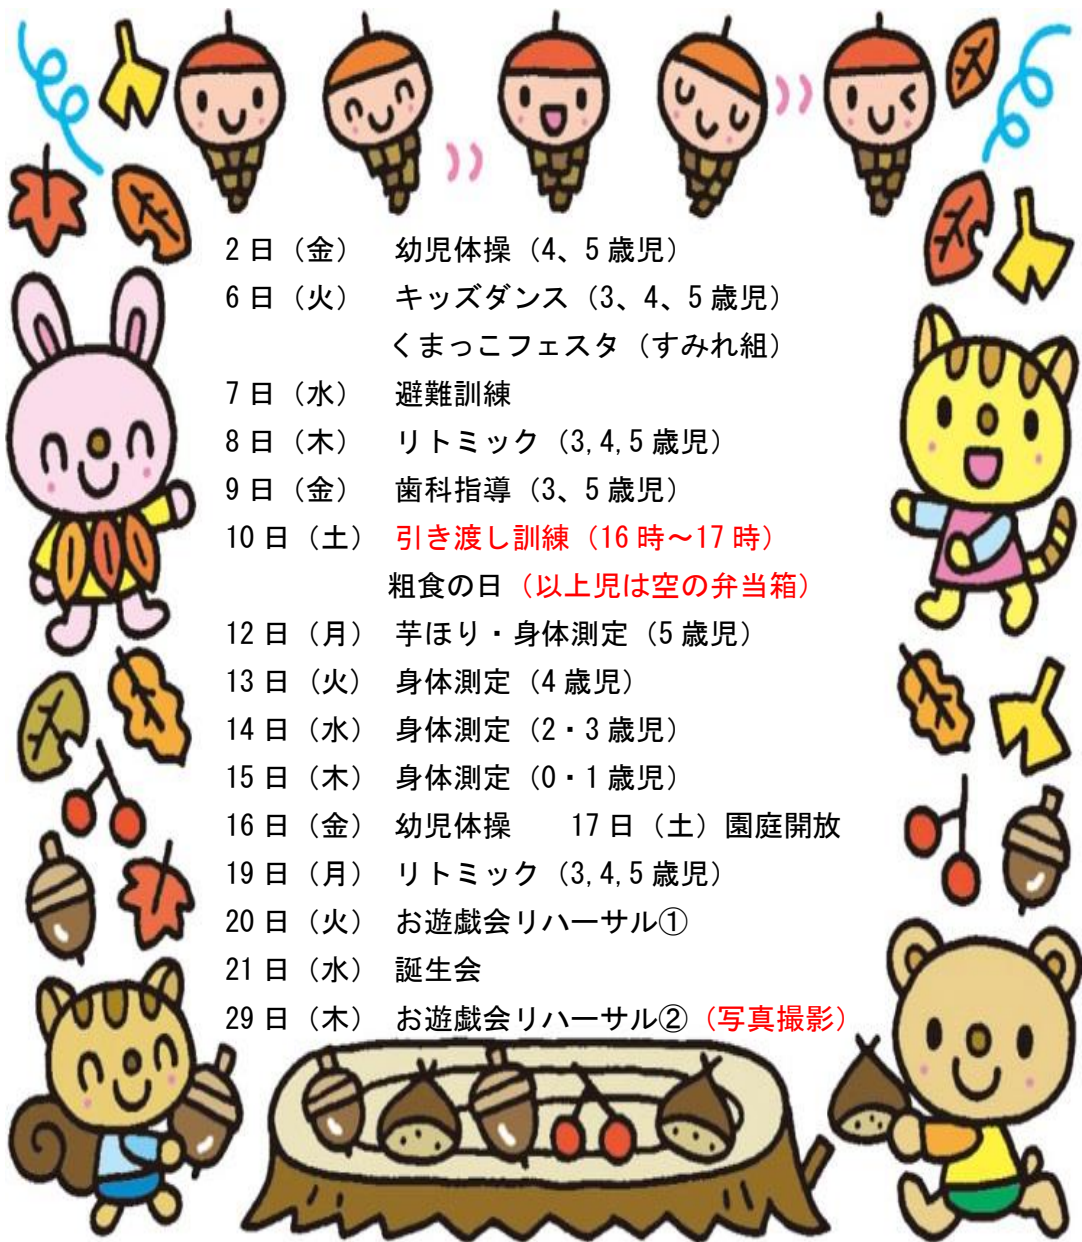 2日（金）　幼児体操（4、5歳児）
6日（火）　キッズダンス（3、4、5歳児）
くまっこフェスタ（すみれ組）
7日（水）　避難訓練
8日（木）　リトミック（3,4,5歳児）
9日（金）　歯科指導（3、5歳児）
10日（土）　引き渡し訓練（16時～17時）
粗食の日（以上児は空の弁当箱）
12日（月）　芋ほり・身体測定（5歳児）
13日（火）　身体測定（4歳児）
14日（水）　身体測定（2・3歳児）
15日（木）　身体測定（0・1歳児）
16日（金）　幼児体操　　17日（土）園庭開放
19日（月）　リトミック（3,4,5歳児）
20日（火）　お遊戯会リハーサル①
21日（水）　誕生会
29日（木）　お遊戯会リハーサル②（写真撮影）